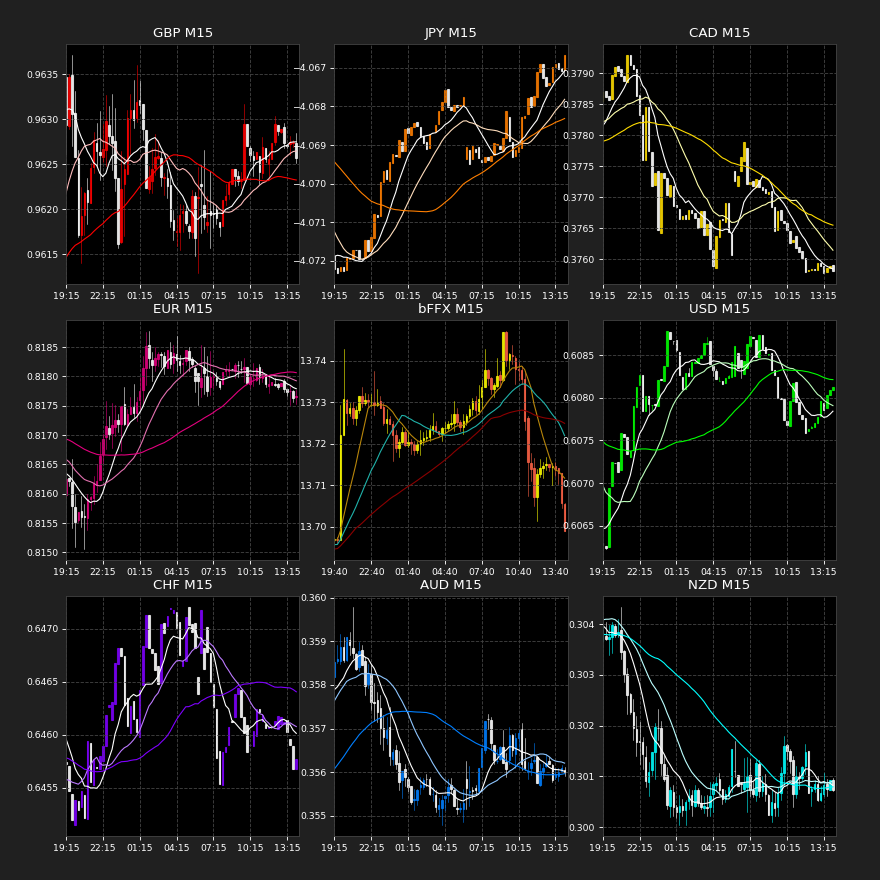 GBP M15
JPY M15
CAD M15
0.9635
0.9630
0.9625
0.9620
0.9615
−4.067
−4.068
−4.069
−4.070
−4.071
−4.072
0.3790
0.3785
0.3780
0.3775
0.3770
0.3765
0.3760
19:15 22:15 01:15 04:15 07:15 10:15 13:15
19:15 22:15 01:15 04:15 07:15 10:15 13:15
19:15 22:15 01:15 04:15 07:15 10:15 13:15
EUR M15
bFFX M15
USD M15
0.8185
0.8180
0.8175
0.8170
0.8165
0.8160
0.8155
0.8150
13.74
13.73
13.72
13.71
13.70
0.6085
0.6080
0.6075
0.6070
0.6065
19:15 22:15 01:15 04:15 07:15 10:15 13:15
19:40 22:40 01:40 04:40 07:40 10:40 13:40
19:15 22:15 01:15 04:15 07:15 10:15 13:15
CHF M15
AUD M15
NZD M15
0.6470
0.6465
0.6460
0.6455
0.360
0.359
0.358
0.357
0.356
0.355
0.304
0.303
0.302
0.301
0.300
19:15 22:15 01:15 04:15 07:15 10:15 13:15
19:15 22:15 01:15 04:15 07:15 10:15 13:15
19:15 22:15 01:15 04:15 07:15 10:15 13:15